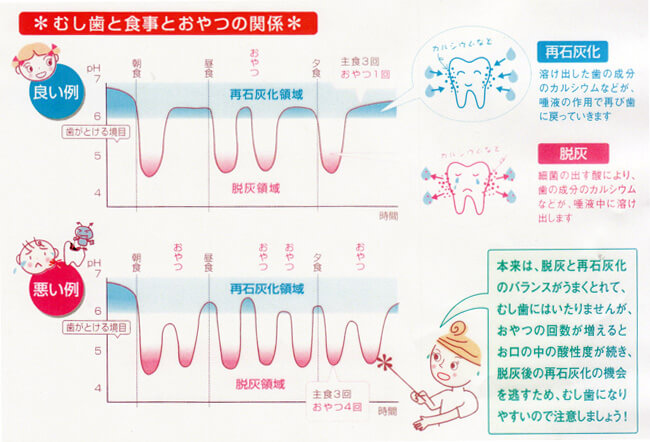 ＊むし歯と食事とおやつの関係＊
良い例
pH
7
6
5
4
朝食
昼食
おやつ
夕食
主食3回
おやつ1回
再石灰化領域
歯がとける境目
脱灰領域
時間
カルシウムなど
再石灰化
溶け出した歯の成分
のカルシウムなどが、
唾液の作用で再び歯
に戻っていきます
カルシウムなど
脱灰
細菌の出す酸により、
歯の成分のカルシウム
などが、唾液中に溶け
出します
悪い例
pH
7
6
5
4
朝食
おやつ
昼食
おやつ
おやつ
夕食
おやつ
再石灰化領域
歯がとける境目
脱灰領域
主食3回
おやつ4回
時間
本来は、脱灰と再石灰化
のバランスがうまくとれて、
むし歯にはいたりませんが、
おやつの回数が増えると
お口の中の酸性度が続き、
脱灰後の再石灰化の機会
を逃すため、むし歯になり
やすいので注意しましょう！